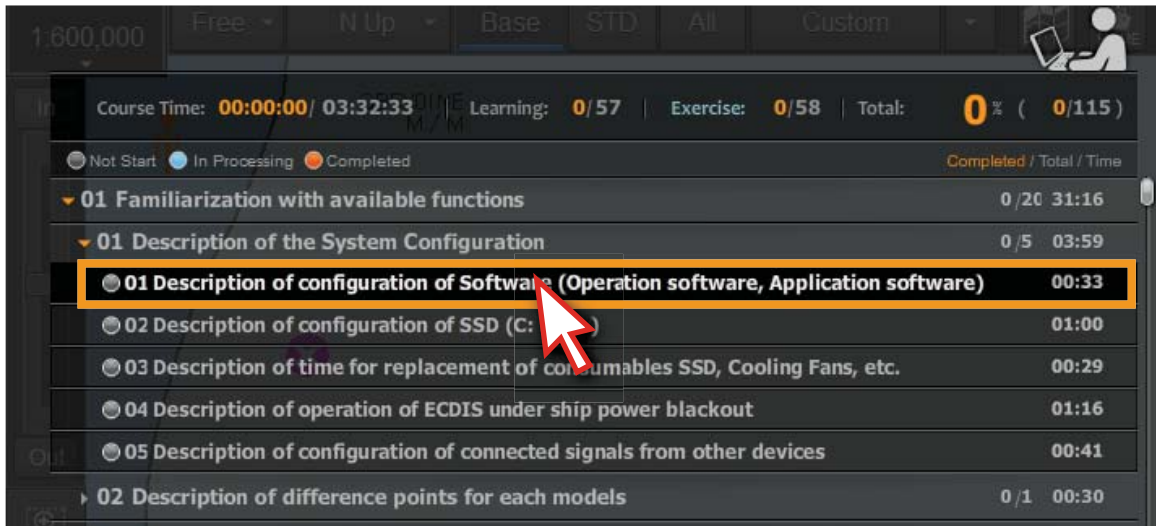 1:600,000 Free N Up Base STD All Custom
In
Course Time: 00:00:00/ 03:32:33 | Learning: 0/57 | Exercise: 0/58 | Total: 0 % ( 0/115 )
M / M
Not Start In Processing Completed Completed / Total / Time
01 Familiarization with available functions 0 /20 31:16
01 Description of the System Configuration 0 /5 03:59
01 Description of configuration of Software (Operation software, Application software) 00:33
02 Description of configuration of SSD (C: ) 01:00
03 Description of time for replacement of consumables SSD, Cooling Fans, etc. 00:29
04 Description of operation of ECDIS under ship power blackout 01:16
05 Description of configuration of connected signals from other devices 00:41
Out
02 Description of difference points for each models 0 /1 00:30